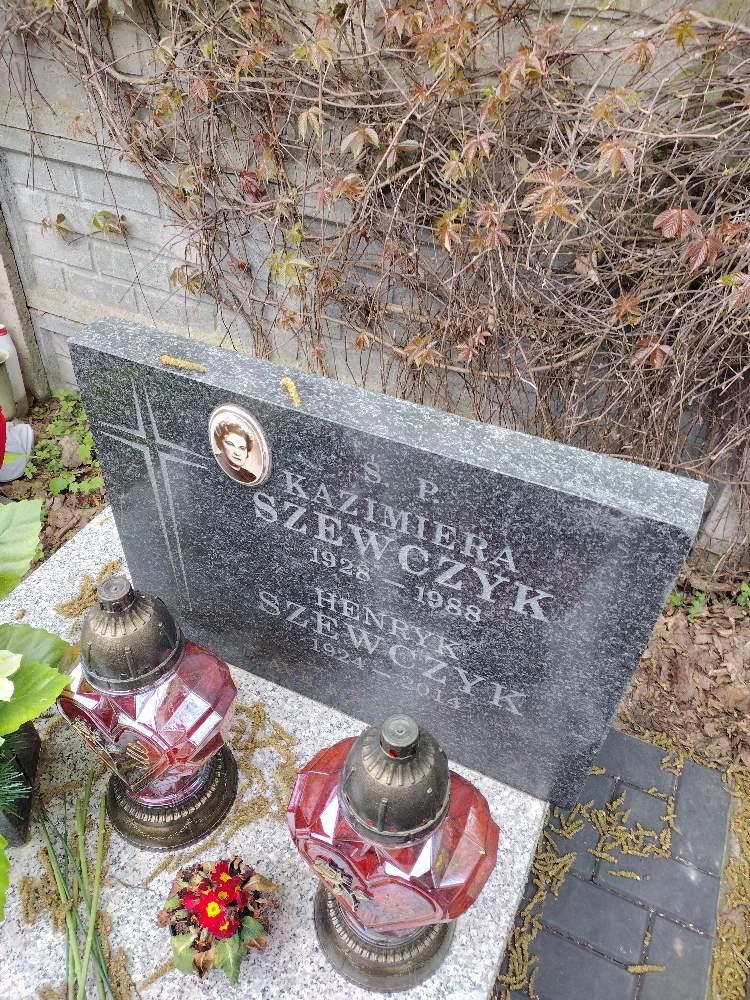 S. P.
KAZIMIERA
SZEWCZYK
1928 – 1988
HENRYK
SZEWCZYK
1924 – 2014